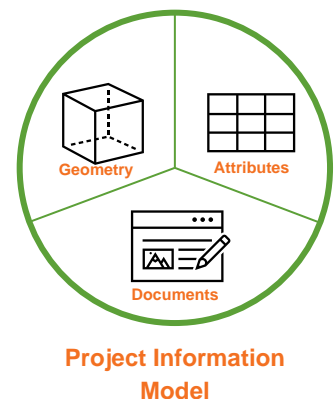 Geometry
Attributes
Documents
Project Information
Model